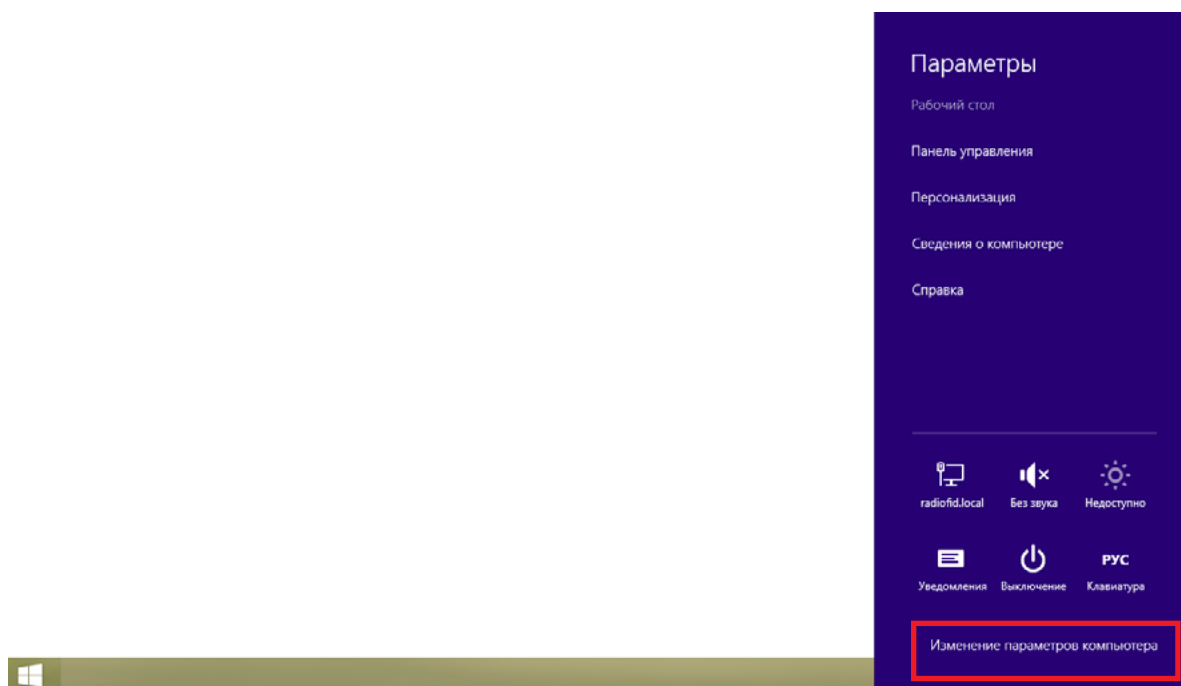 Параметры
Рабочий стол
Панель управления
Персонализация
Сведения о компьютере
Справка
radiofid.local Без звука Недоступно
РУС
Уведомления Выключение Клавиатура
Изменение параметров компьютера